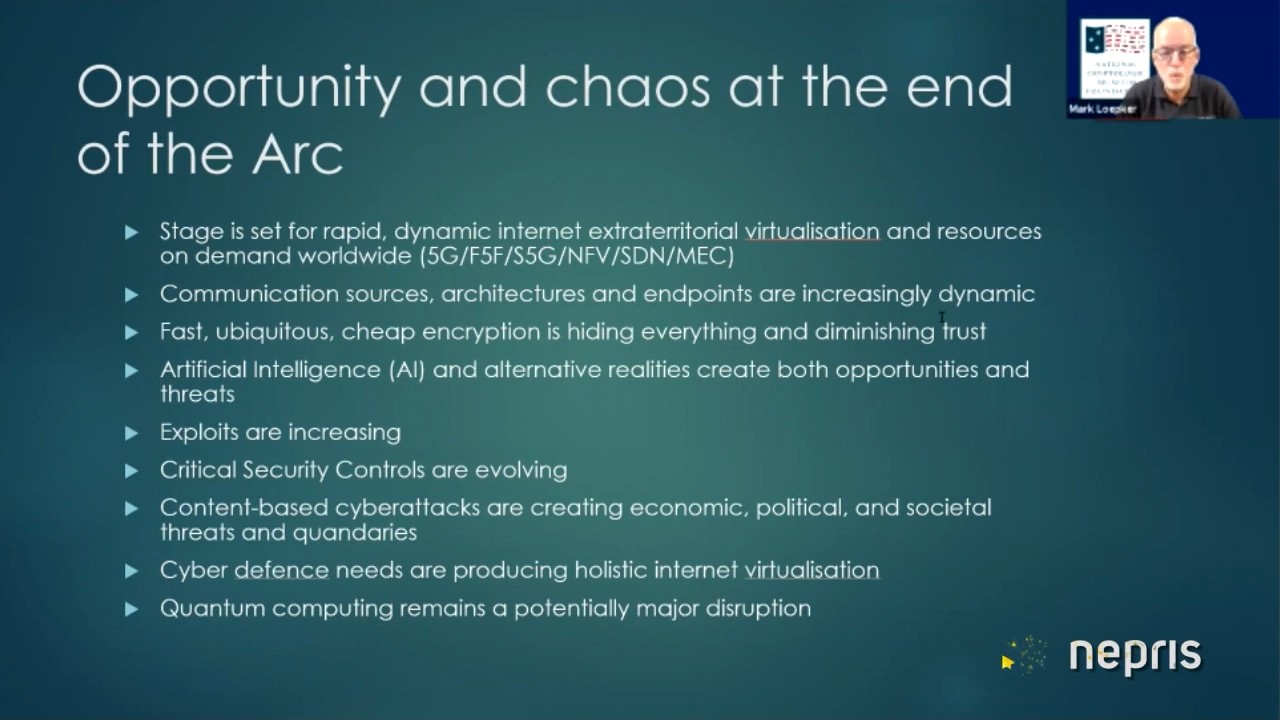 Opportunity and chaos at the end
of the Arc
Stage is set for rapid, dynamic internet extraterritorial virtualisation and resources
on demand worldwide (5G/F5F/S5G/NFV/SDN/MEC)
Communication sources, architectures and endpoints are increasingly dynamic
Fast, ubiquitous, cheap encryption is hiding everything and diminishing trust
Artificial Intelligence (AI) and alternative realities create both opportunities and
threats
Exploits are increasing
Critical Security Controls are evolving
Content-based cyberattacks are creating economic, political, and societal
threats and quandaries
Cyber defence needs are producing holistic internet virtualisation
Quantum computing remains a potentially major disruption
NATIONAL
CRYPTOLOGIC
MUSEUM
Mark Loepker
nepris